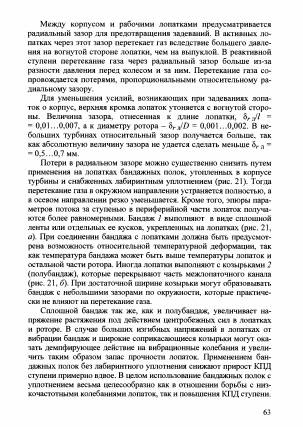 Между корпусом и рабочими лопатками предусматривается
радиальный зазор для предотвращения задеваний. В активных ло-
патках через этот зазор перетекает газ вследствие большего давле-
ния на вогнутой стороне лопатки, чем на выпуклой. В реактивной
ступени перетекание газа через радиальный зазор больше из-за
разности давления перед колесом и за ним. Перетекание газа со-
провождается потерями, пропорциональными относительному ра-
диальному зазору.
Для уменьшения усилий, возникающих при задеваниях лопа-
ток о корпус, верхняя кромка лопаток утоняется с вогнутой сторо-
ны. Величина зазора, отнесенная к длине лопатки, δр л/l =
= 0,01...0,007, а к диаметру ротора – δр л/D = 0,001...0,002. В не-
больших турбинах относительный зазор получается больше, так
как абсолютную величину зазора не удается сделать меньше δр л =
= 0,5...0,7 мм.
Потери в радиальном зазоре можно существенно снизить путем
применения на лопатках бандажных полок, утопленных в корпусе
турбины и снабженных лабиринтным уплотнением (рис. 21). Тогда
перетекание газа в окружном направлении устраняется полностью, а
в осевом направлении резко уменьшается. Кроме того, эпюры пара-
метров потока за ступенью в периферийной части лопатки получа-
ются более равномерными. Бандаж 1 выполняют в виде сплошной
ленты или отдельных ее кусков, укрепленных на лопатках (рис. 21,
а). При соединении бандажа с лопатками должна быть предусмот-
рена возможность относительной температурной деформации, так
как температура бандажа может быть выше температуры лопаток и
остальной части ротора. Иногда лопатки выполняют с козырьками 2
(полубандаж), которые перекрывают часть межлопаточного канала
(рис. 21, б). При достаточной ширине козырьки могут образовывать
бандаж с небольшими зазорами по окружности, которые практиче-
ски не влияют на перетекание газа.
Сплошной бандаж так же, как и полубандаж, увеличивает на-
пряжение растяжения под действием центробежных сил в лопатках
и роторе. В случае больших изгибных напряжений в лопатках от
вибрации бандаж и широкие соприкасающиеся козырьки могут ока-
зать демпфирующее действие на вибрационные колебания и увели-
чить таким образом запас прочности лопаток. Применением бан-
дажных полок без лабиринтного уплотнения снижают прирост КПД
ступени примерно вдвое. В целом использование бандажных полок с
уплотнением весьма целесообразно как в отношении борьбы с низ-
кочастотными колебаниями лопаток, так и повышения КПД ступени.
63